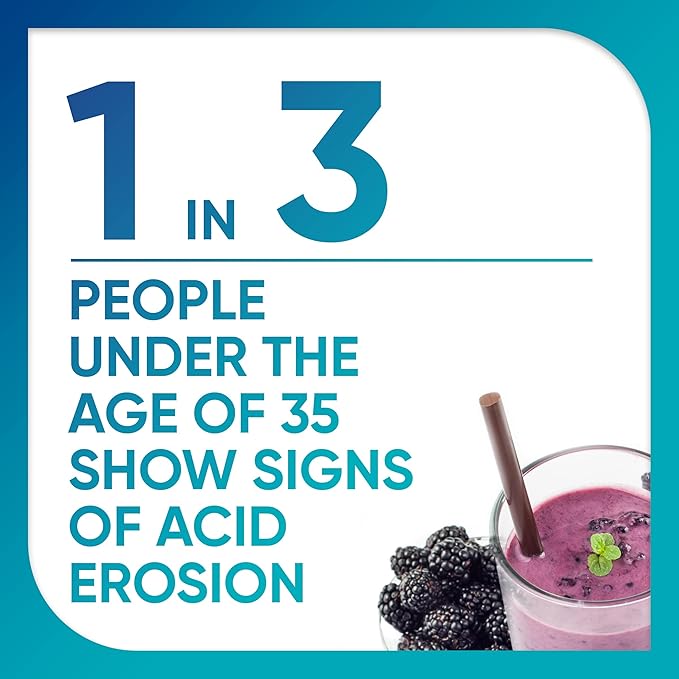 1 IN 3
PEOPLE
UNDER THE
AGE OF 35
SHOW SIGNS
OF ACID
EROSION